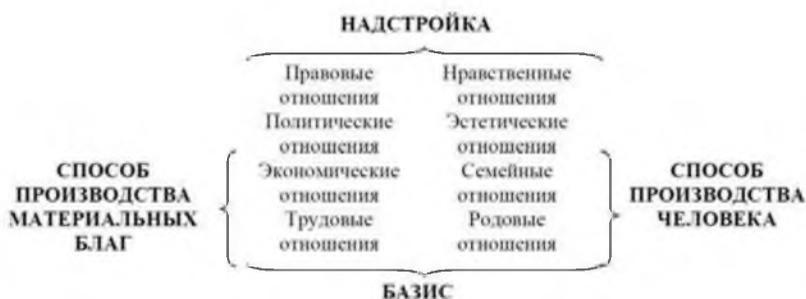 НАДСТРОЙКА
Правовые
отношения
Политические
отношения
Экономические
отношения
Трудовые
отношения
Нравственные
отношения
Эстетические
отношения
Семейные
отношения
Родовые
отношения
СПОСОБ
ПРОИЗВОДСТВА
МАТЕРИАЛЬНЫХ
БЛАГ
СПОСОБ
ПРОИЗВОДСТВА
ЧЕЛОВЕКА
БАЗИС